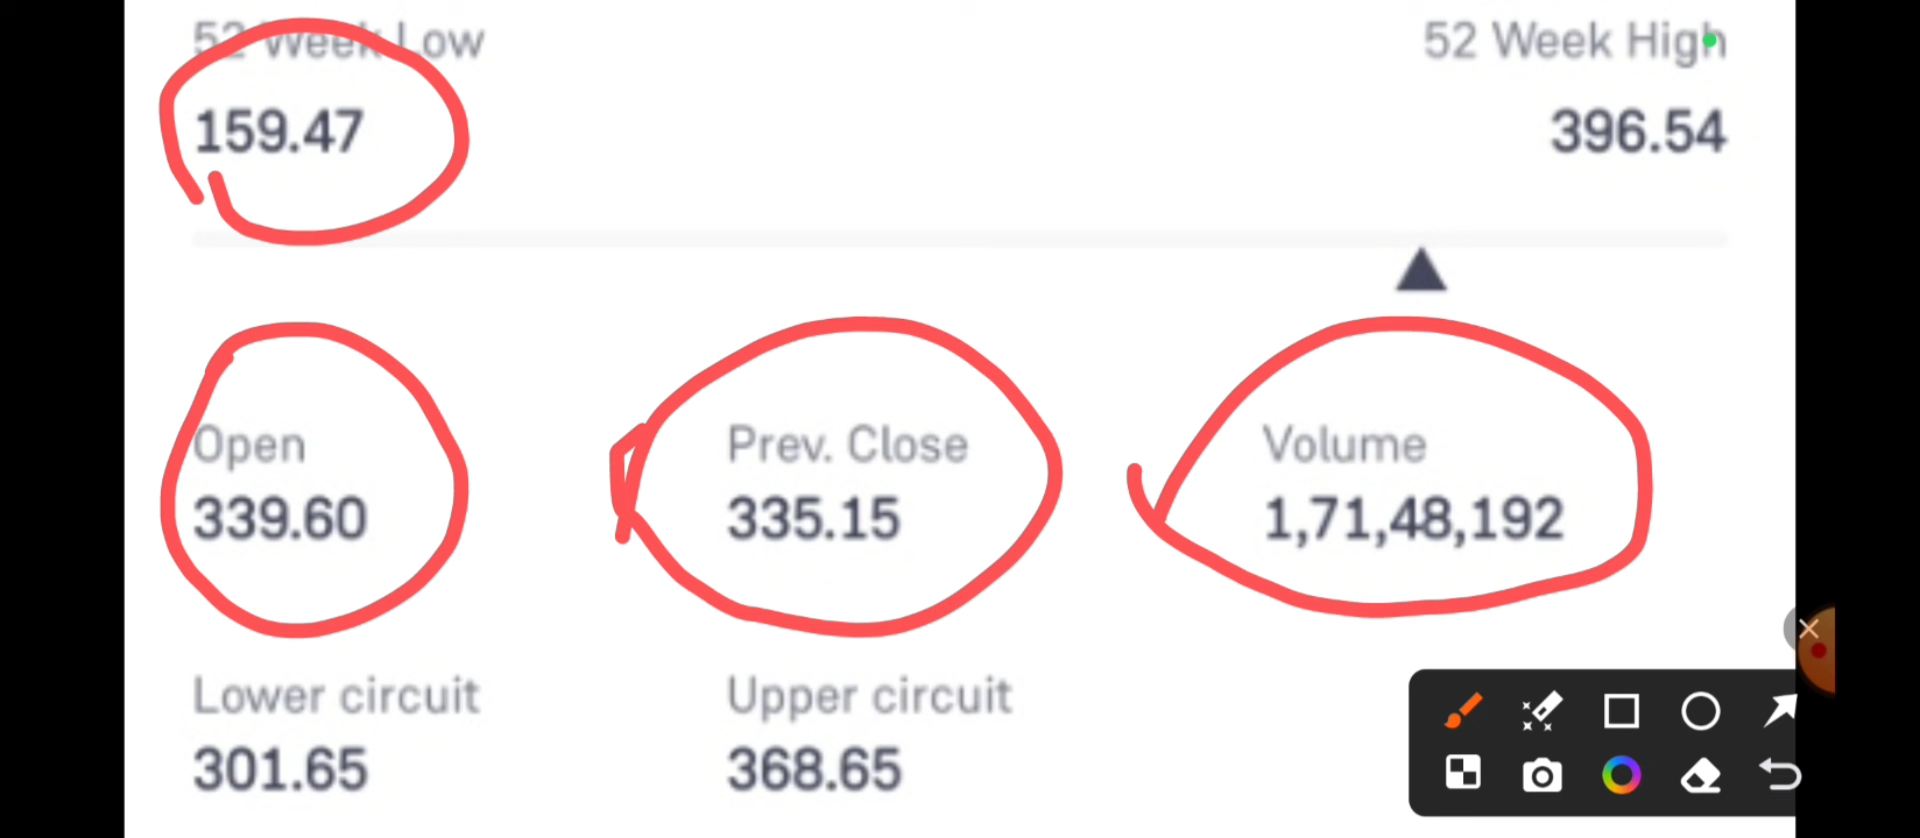 52 Week Low 52 Week High
159.47 396.54
Open Prev. Close Volume
339.60 335.15 1,71,48,192
Lower circuit Upper circuit
301.65 368.65